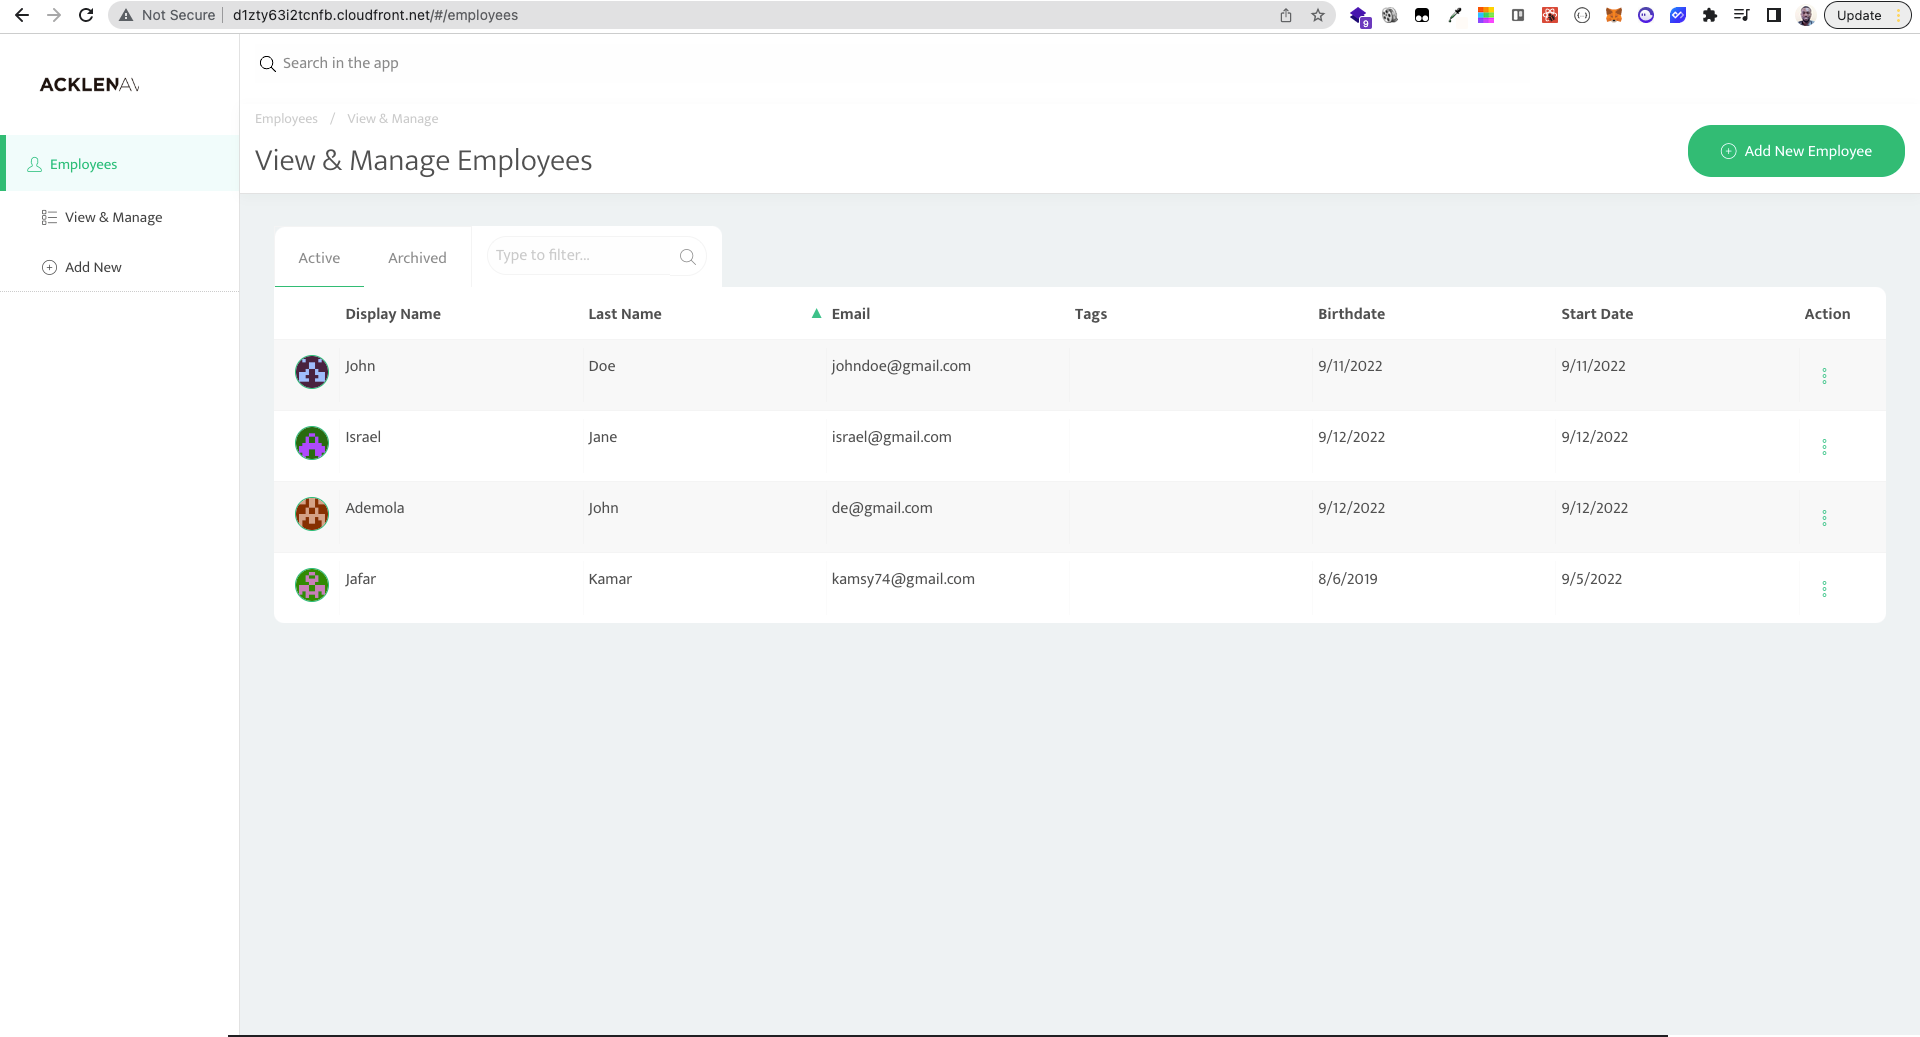 Not Secure d1zty63i2tcnfb.cloudfront.net/#/employees
9
Update
ACKLENAV
Search in the app
Employees / View & Manage
View & Manage Employees
Add New Employee
Employees
View & Manage
Add New
Active Archived Type to filter...
Display Name Last Name ▲ Email Tags Birthdate Start Date Action
John Doe johndoe@gmail.com 9/11/2022 9/11/2022
Israel Jane israel@gmail.com 9/12/2022 9/12/2022
Ademola John de@gmail.com 9/12/2022 9/12/2022
Jafar Kamar kamsy74@gmail.com 8/6/2019 9/5/2022